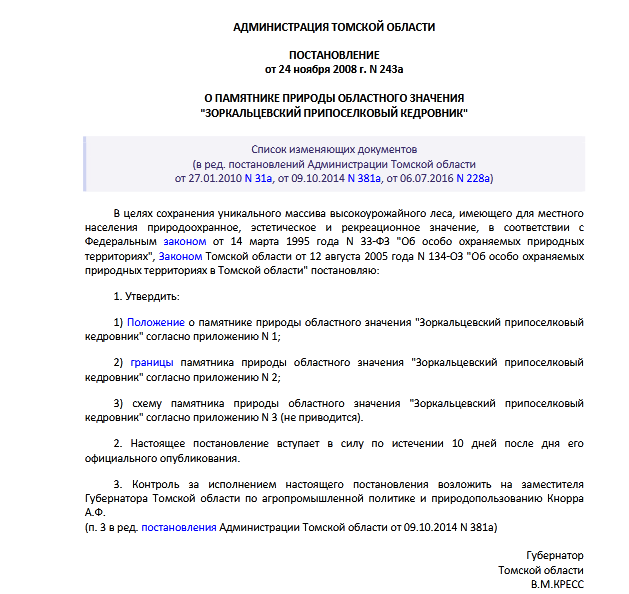 АДМИНИСТРАЦИЯ ТОМСКОЙ ОБЛАСТИ
ПОСТАНОВЛЕНИЕ
от 24 ноября 2008 г. N 243а
О ПАМЯТНИКЕ ПРИРОДЫ ОБЛАСТНОГО ЗНАЧЕНИЯ
"ЗОРКАЛЬЦЕВСКИЙ ПРИПОСЕЛКОВЫЙ КЕДРОВНИК"
Список изменяющих документов
(в ред. постановлений Администрации Томской области
от 27.01.2010 N 31а, от 09.10.2014 N 381а, от 06.07.2016 N 228а)
В целях сохранения уникального массива высокоурожайного леса, имеющего для местного
населения природоохранное, эстетическое и рекреационное значение, в соответствии с
Федеральным законом от 14 марта 1995 года N 33-ФЗ "Об особо охраняемых природных
территориях", Законом Томской области от 12 августа 2005 года N 134-ОЗ "Об особо охраняемых
природных территориях в Томской области" постановляю:
1. Утвердить:
1) Положение о памятнике природы областного значения "Зоркальцевский припоселковый
кедровник" согласно приложению N 1;
2) границы памятника природы областного значения "Зоркальцевский припоселковый
кедровник" согласно приложению N 2;
3) схему памятника природы областного значения "Зоркальцевский припоселковый
кедровник" согласно приложению N 3 (не приводится).
2. Настоящее постановление вступает в силу по истечении 10 дней после дня его
официального опубликования.
3. Контроль за исполнением настоящего постановления возложить на заместителя
Губернатора Томской области по агропромышленной политике и природопользованию Кнорра
А.Ф.
(п. 3 в ред. постановления Администрации Томской области от 09.10.2014 N 381а)
Губернатор
Томской области
В.М.КРЕСС